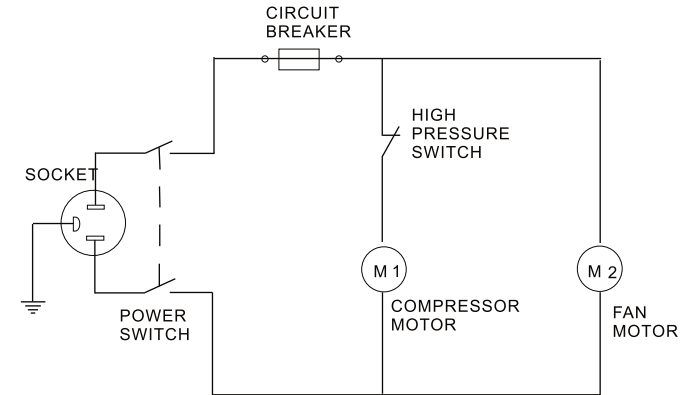 CIRCUIT
BREAKER
HIGH
PRESSURE
SWITCH
SOCKET
M 1
M 2
POWER
SWITCH
COMPRESSOR
MOTOR
FAN
MOTOR